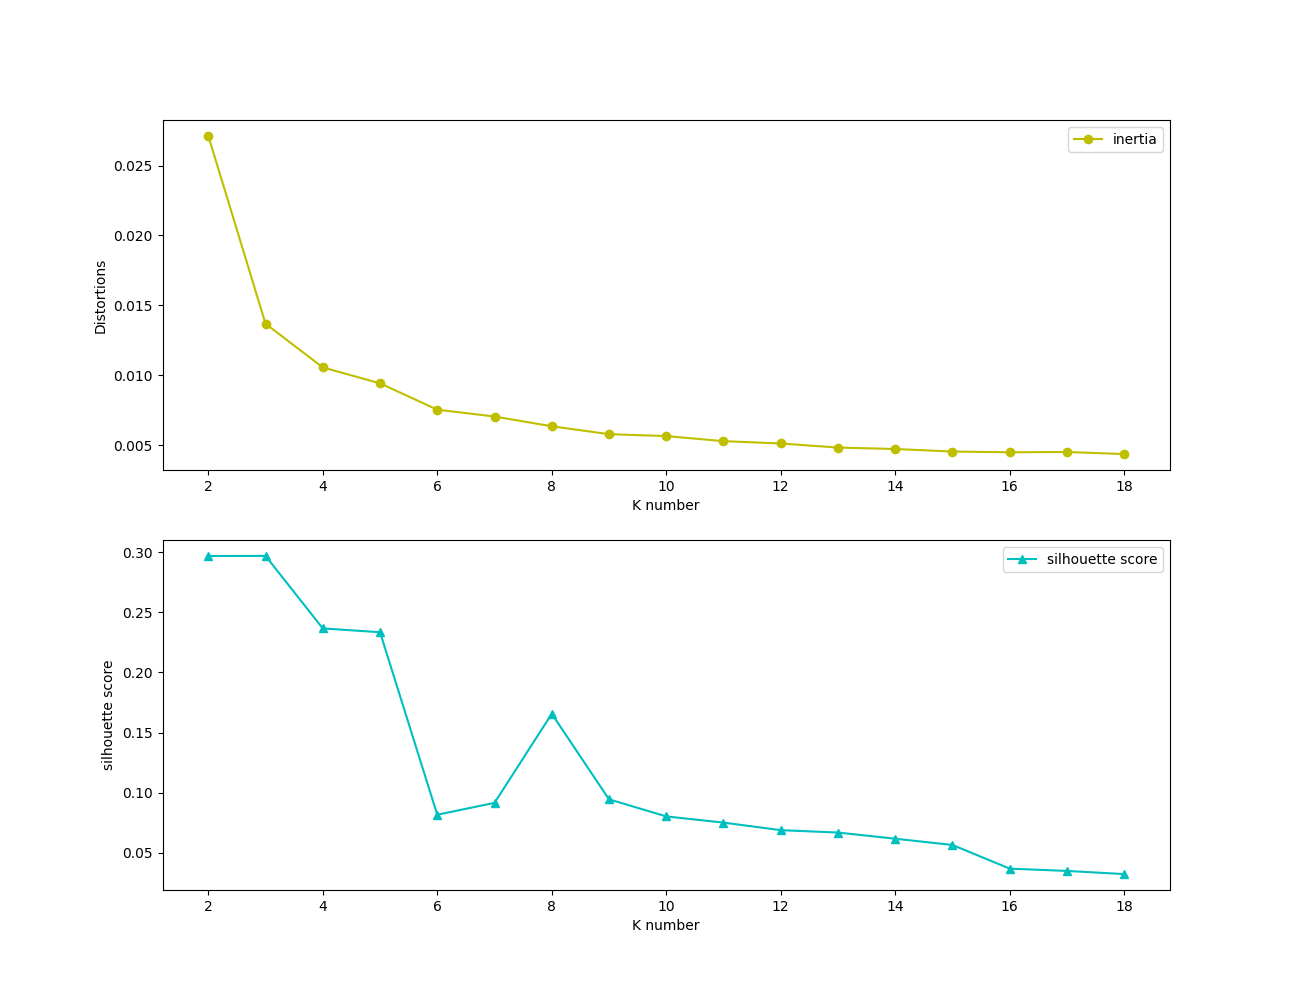 inertia
0.025
0.020
0.015
0.010
0.005
Distortions
2 4 6 8 10 12 14 16 18
K number
silhouette score
0.30
0.25
0.20
0.15
0.10
0.05
silhouette score
2 4 6 8 10 12 14 16 18
K number